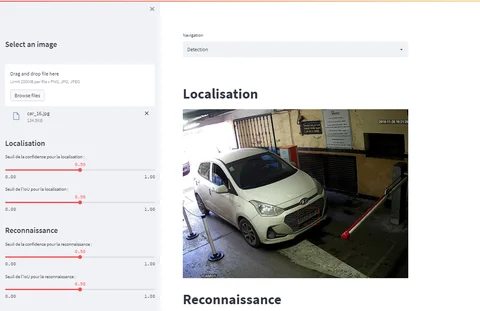 ×
Select an image
Drag and drop file here
Limit 200MB per file • PNG, JPG, JPEG
Browse files
car_16.jpg
×
Localisation
Seuil de la confidence pour la localisation :
0.50
0.00 1.00
Seuil de l'IoU pour la localisation :
0.50
0.00 1.00
Reconnaissance
Seuil de la confidence pour la reconnaissance :
0.50
0.00 1.00
Seuil de l'IoU pour la reconnaissance :
0.50
0.00 1.00
Navigation
Detection
Localisation
Reconnaissance